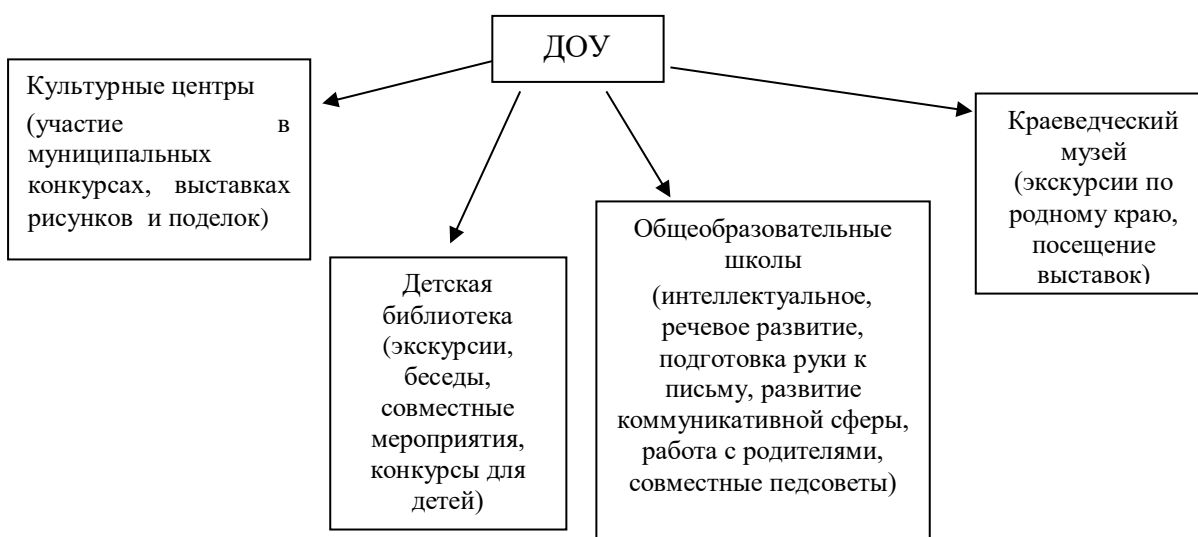 ДОУ
Культурные центры
(участие в
муниципальных
конкурсах, выставках
рисунков и поделок)
Детская
библиотека
(экскурсии,
беседы,
совместные
мероприятия,
конкурсы для
детей)
Общеобразовательные
школы
(интеллектуальное,
речевое развитие,
подготовка руки к
письму, развитие
коммуникативной сферы,
работа с родителями,
совместные педсоветы)
Краеведческий
музей
(экскурсии по
родному краю,
посещение
выставок)